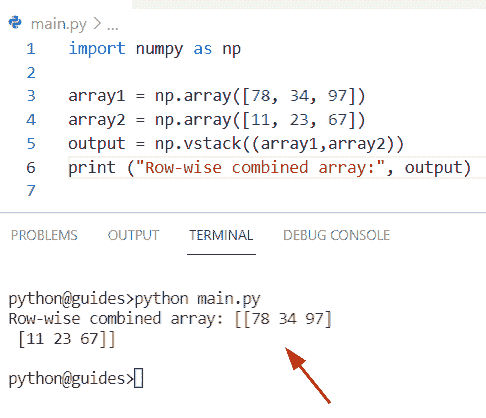 main.py > ...
1 import numpy as np
2
3 array1 = np.array([78, 34, 97])
4 array2 = np.array([11, 23, 67])
5 output = np.vstack((array1,array2))
6 print ("Row-wise combined array:", output)
7
PROBLEMS OUTPUT TERMINAL DEBUG CONSOLE
python@guides>python main.py
Row-wise combined array: [[78 34 97]
 [11 23 67]]
python@guides>